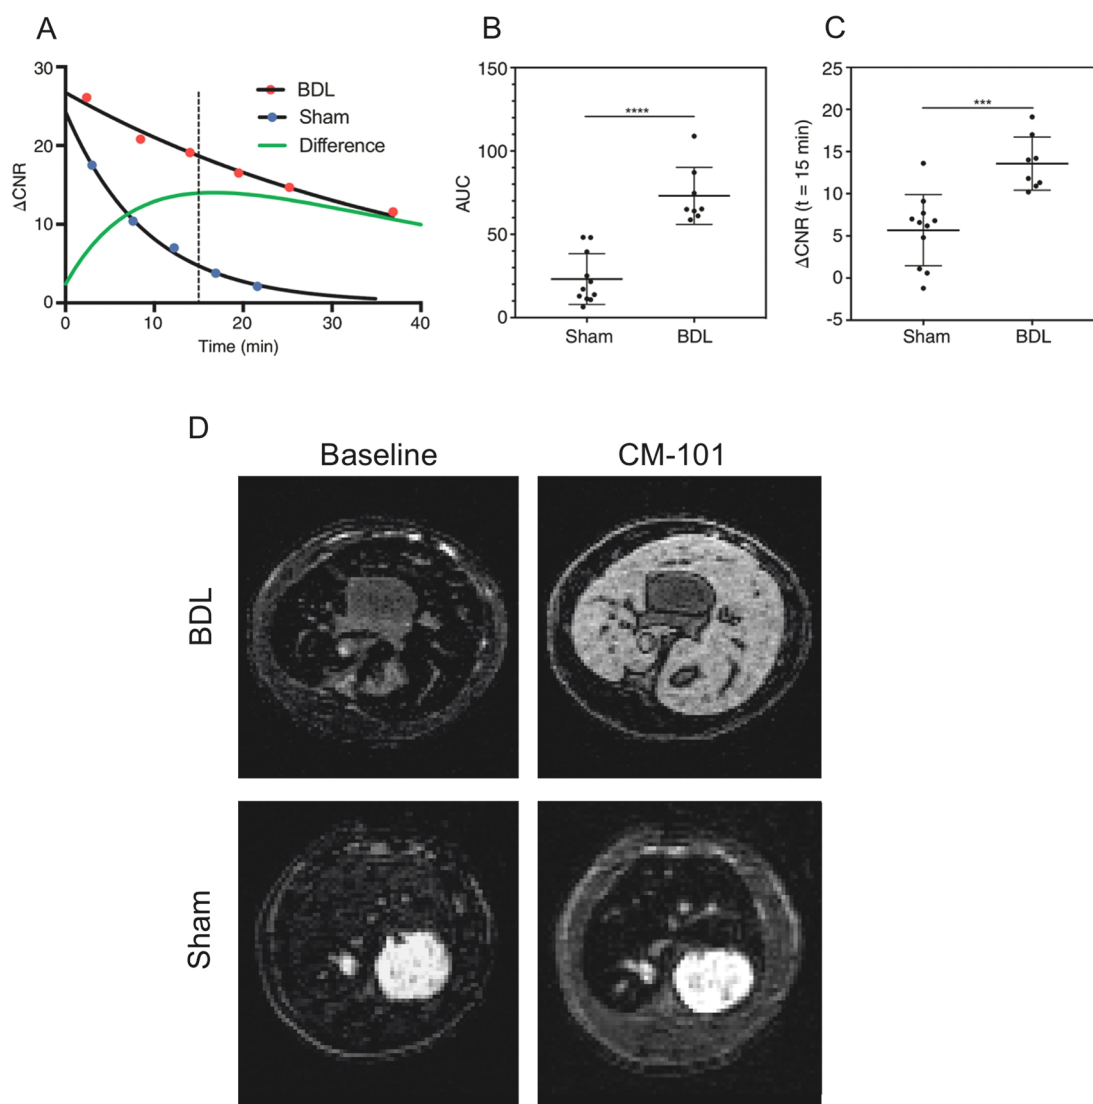 A
30
20
10
0
ΔCNR
0 10 20 30 40
Time (min)
BDL
Sham
Difference
B
150
100
50
0
AUC
****
Sham BDL
C
25
20
15
10
5
0
-5
ΔCNR (t = 15 min)
***
Sham BDL
D
Baseline CM-101
BDL
Sham